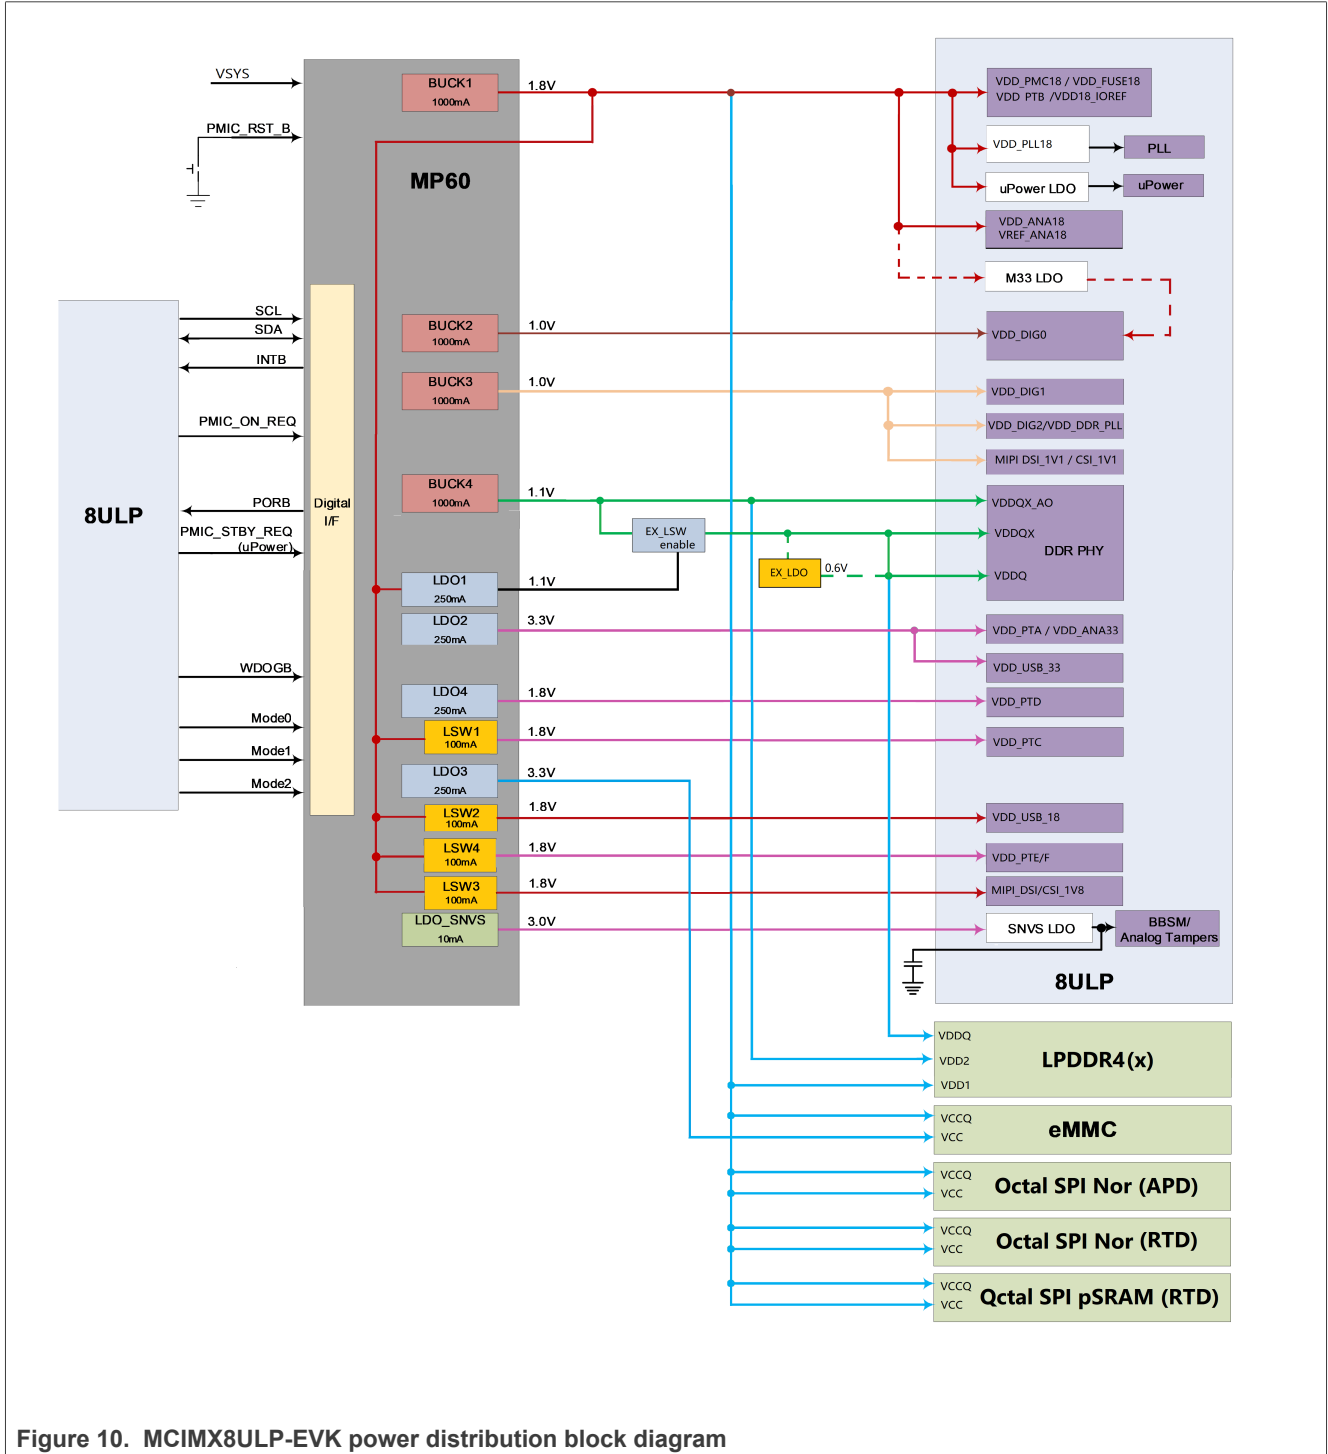 VSYS
PMIC_RST_B
MP60
BUCK1
1000mA
1.8V
VDD_PMC18 / VDD_FUSE18
VDD PTB /VDD18_IOREF
VDD_PLL18
PLL
uPower LDO
uPower
VDD_ANA18
VREF_ANA18
M33 LDO
8ULP
SCL
SDA
INTB
PMIC_ON_REQ
PORB
PMIC_STBY_REQ
(uPower)
WDOGB
Mode0
Mode1
Mode2
Digital
I/F
BUCK2
1000mA
1.0V
VDD_DIG0
BUCK3
1000mA
1.0V
VDD_DIG1
VDD_DIG2/VDD_DDR_PLL
MIPI DSI_1V1 / CSI_1V1
BUCK4
1000mA
1.1V
VDDQX_AO
VDDQX
DDR PHY
VDDQ
EX_LSW
enable
EX_LDO
0.6V
LDO1
250mA
1.1V
LDO2
250mA
3.3V
VDD_PTA / VDD_ANA33
VDD_USB_33
LDO4
250mA
1.8V
VDD_PTD
LSW1
100mA
1.8V
VDD_PTC
LDO3
250mA
3.3V
LSW2
100mA
1.8V
VDD_USB_18
LSW4
100mA
1.8V
VDD_PTE/F
LSW3
100mA
1.8V
MIPI_DSI/CSI_1V8
LDO_SNVS
10mA
3.0V
SNVS LDO
BBSM/
Analog Tampers
8ULP
VDDQ
VDD2
VDD1
LPDDR4(x)
VCCQ
VCC
eMMC
VCCQ
VCC
Octal SPI Nor (APD)
VCCQ
VCC
Octal SPI Nor (RTD)
VCCQ
VCC
Qctal SPI pSRAM (RTD)
Figure 10. MCIMX8ULP-EVK power distribution block diagram